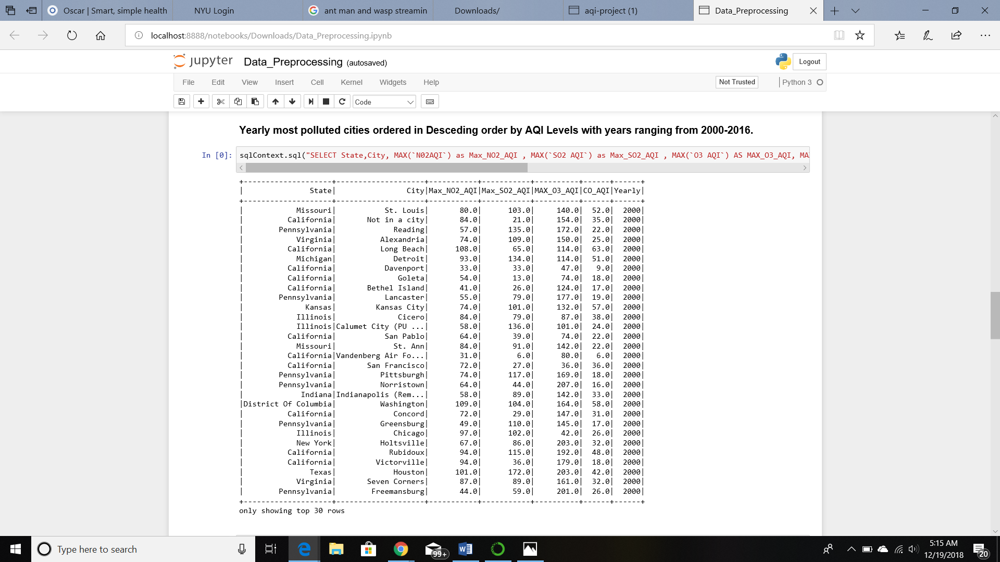 Oscar | Smart, simple health
NYU Login
ant man and wasp streamin
Downloads/
aqi-project (1)
Data_Preprocessing
localhost:8888/notebooks/Downloads/Data_Preprocessing.ipynb
jupyter Data_Preprocessing (autosaved)
Logout
File Edit View Insert Cell Kernel Widgets Help
Not Trusted
Python 3
Code
Yearly most polluted cities ordered in Desceding order by AQI Levels with years ranging from 2000-2016.
In [0]: sqlContext.sql("SELECT State,City, MAX(`N02AQI`) as Max_NO2_AQI , MAX(`SO2 AQI`) as Max_SO2_AQI , MAX(`O3 AQI`) AS MAX_O3_AQI, MA
+--------------------+--------------------+-----------+-----------+----------+------+------+
| State| City|Max_NO2_AQI|Max_SO2_AQI|MAX_O3_AQI|CO_AQI|Yearly|
+--------------------+--------------------+-----------+-----------+----------+------+------+
| Missouri| St. Louis| 80.0| 103.0| 140.0| 52.0| 2000|
| California| Not in a city| 84.0| 21.0| 154.0| 35.0| 2000|
| Pennsylvania| Reading| 57.0| 135.0| 172.0| 22.0| 2000|
| Virginia| Alexandria| 74.0| 109.0| 150.0| 25.0| 2000|
| California| Long Beach| 108.0| 65.0| 114.0| 63.0| 2000|
| Michigan| Detroit| 93.0| 134.0| 114.0| 51.0| 2000|
| California| Davenport| 33.0| 33.0| 47.0| 9.0| 2000|
| California| Goleta| 54.0| 13.0| 74.0| 18.0| 2000|
| California| Bethel Island| 41.0| 26.0| 124.0| 17.0| 2000|
| Pennsylvania| Lancaster| 55.0| 79.0| 177.0| 19.0| 2000|
| Kansas| Kansas City| 74.0| 101.0| 132.0| 57.0| 2000|
| Illinois| Cicero| 84.0| 79.0| 87.0| 38.0| 2000|
| Illinois|Calumet City (PU ...| 58.0| 136.0| 101.0| 24.0| 2000|
| California| San Pablo| 64.0| 39.0| 74.0| 22.0| 2000|
| Missouri| St. Ann| 84.0| 91.0| 142.0| 22.0| 2000|
| California|Vandenberg Air Fo...| 31.0| 6.0| 80.0| 6.0| 2000|
| California| San Francisco| 72.0| 27.0| 36.0| 36.0| 2000|
| Pennsylvania| Pittsburgh| 74.0| 117.0| 169.0| 18.0| 2000|
| Pennsylvania| Norristown| 64.0| 44.0| 207.0| 16.0| 2000|
| Indiana|Indianapolis (Rem...| 58.0| 89.0| 142.0| 33.0| 2000|
|District Of Columbia| Washington| 109.0| 104.0| 164.0| 58.0| 2000|
| California| Concord| 72.0| 29.0| 147.0| 31.0| 2000|
| Pennsylvania| Greensburg| 49.0| 110.0| 145.0| 17.0| 2000|
| Illinois| Chicago| 97.0| 102.0| 42.0| 26.0| 2000|
| New York| Holtsville| 67.0| 86.0| 203.0| 32.0| 2000|
| California| Rubidoux| 94.0| 115.0| 192.0| 48.0| 2000|
| California| Victorville| 94.0| 36.0| 179.0| 18.0| 2000|
| Texas| Houston| 101.0| 172.0| 203.0| 42.0| 2000|
| Virginia| Seven Corners| 87.0| 89.0| 161.0| 32.0| 2000|
| Pennsylvania| Freemansburg| 44.0| 59.0| 201.0| 26.0| 2000|
+--------------------+--------------------+-----------+-----------+----------+------+------+
only showing top 30 rows
Type here to search
99+
5:15 AM
12/19/2018
20